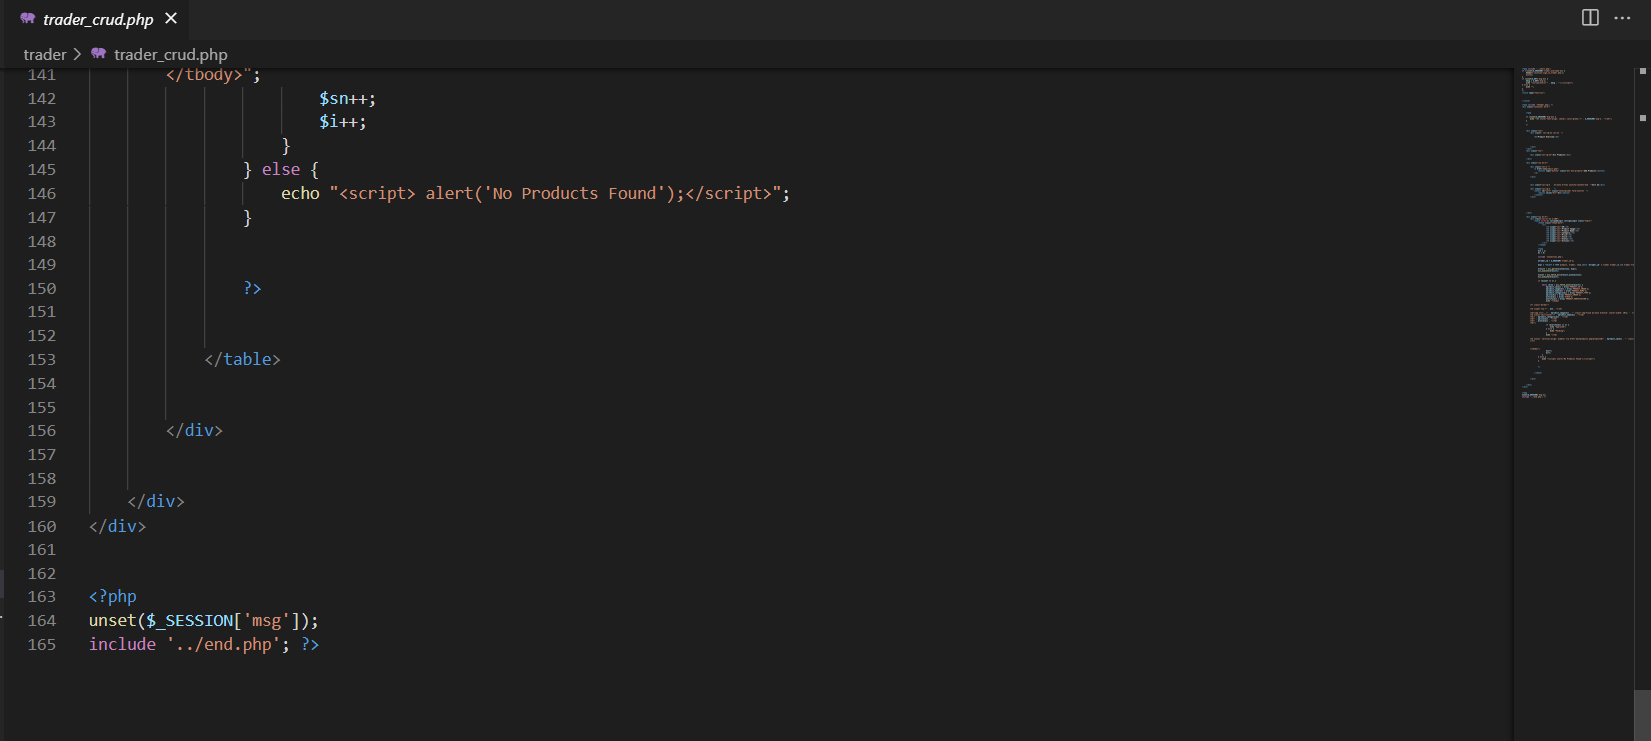 trader_crud.php
trader > trader_crud.php
141 </tbody>";
142 $sn++;
143 $i++;
144 }
145 } else {
146 echo "<script> alert('No Products Found');</script>";
147 }
148
149
150 ?>
151
152
153 </table>
154
155
156 </div>
157
158
159 </div>
160 </div>
161
162
163 <?php
164 unset($_SESSION['msg']);
165 include '../end.php'; ?>